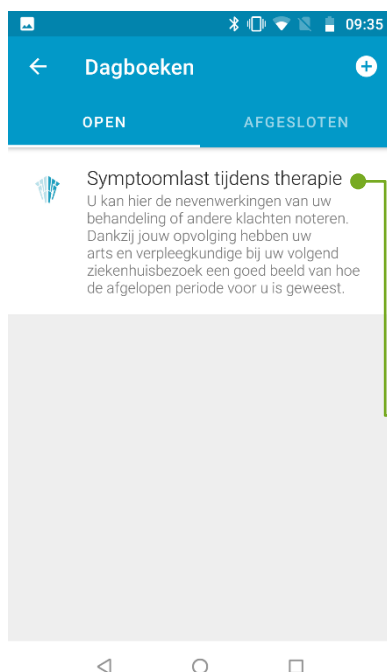 09:35
Dagboeken
OPEN AFGESLOTEN
Symptoomlast tijdens therapie
U kan hier de nevenwerkingen van uw
behandeling of andere klachten noteren.
Dankzij jouw opvolging hebben uw
arts en verpleegkundige bij uw volgend
ziekenhuisbezoek een goed beeld van hoe
de afgelopen periode voor u is geweest.